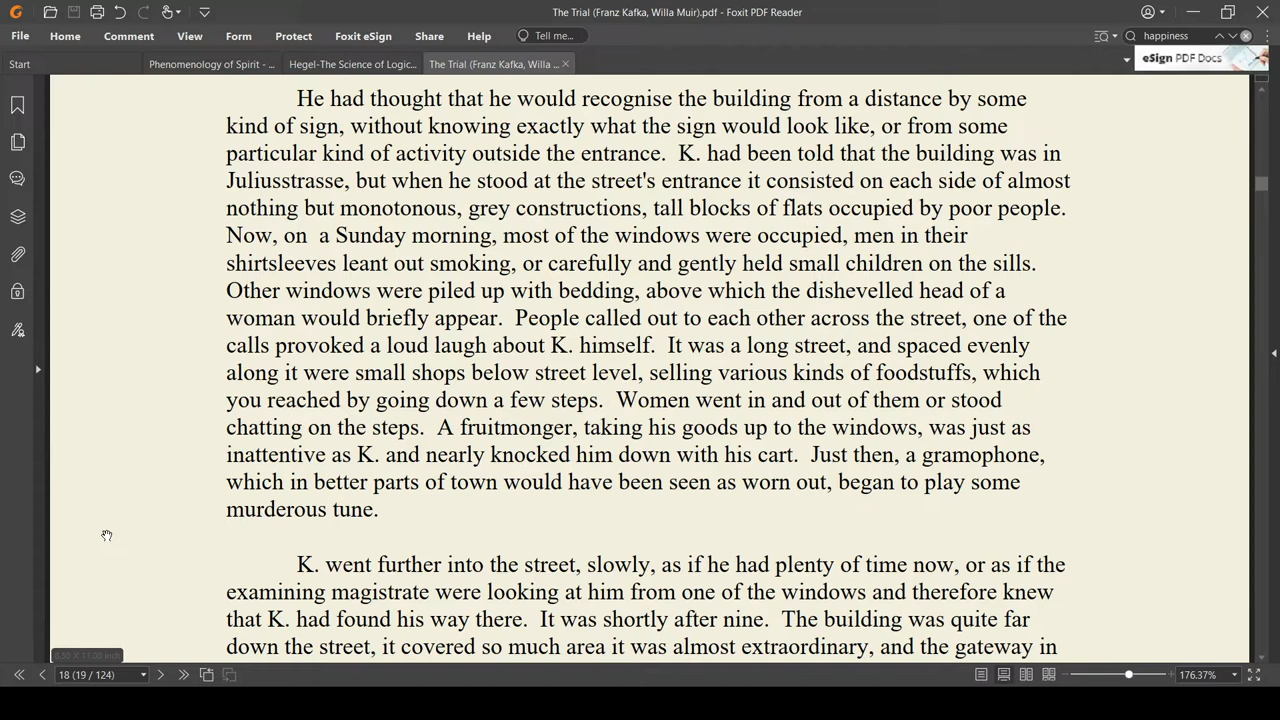 The Trial (Franz Kafka, Willa Muir).pdf - Foxit PDF Reader
File Home Comment View Form Protect Foxit eSign Share Help Tell me... happiness
Start Phenomenology of Spirit - ... Hegel-The Science of Logic... The Trial (Franz Kafka, Willa ... eSign PDF Docs
He had thought that he would recognise the building from a distance by some
kind of sign, without knowing exactly what the sign would look like, or from some
particular kind of activity outside the entrance.  K. had been told that the building was in
Juliusstrasse, but when he stood at the street's entrance it consisted on each side of almost
nothing but monotonous, grey constructions, tall blocks of flats occupied by poor people.
Now, on  a Sunday morning, most of the windows were occupied, men in their
shirtsleeves leant out smoking, or carefully and gently held small children on the sills.
Other windows were piled up with bedding, above which the dishevelled head of a
woman would briefly appear.  People called out to each other across the street, one of the
calls provoked a loud laugh about K. himself.  It was a long street, and spaced evenly
along it were small shops below street level, selling various kinds of foodstuffs, which
you reached by going down a few steps.  Women went in and out of them or stood
chatting on the steps.  A fruitmonger, taking his goods up to the windows, was just as
inattentive as K. and nearly knocked him down with his cart.  Just then, a gramophone,
which in better parts of town would have been seen as worn out, began to play some
murderous tune.
K. went further into the street, slowly, as if he had plenty of time now, or as if the
examining magistrate were looking at him from one of the windows and therefore knew
that K. had found his way there.  It was shortly after nine.  The building was quite far
down the street, it covered so much area it was almost extraordinary, and the gateway in
8.50 x 11.00 inch
18 (19 / 124) 176.37%